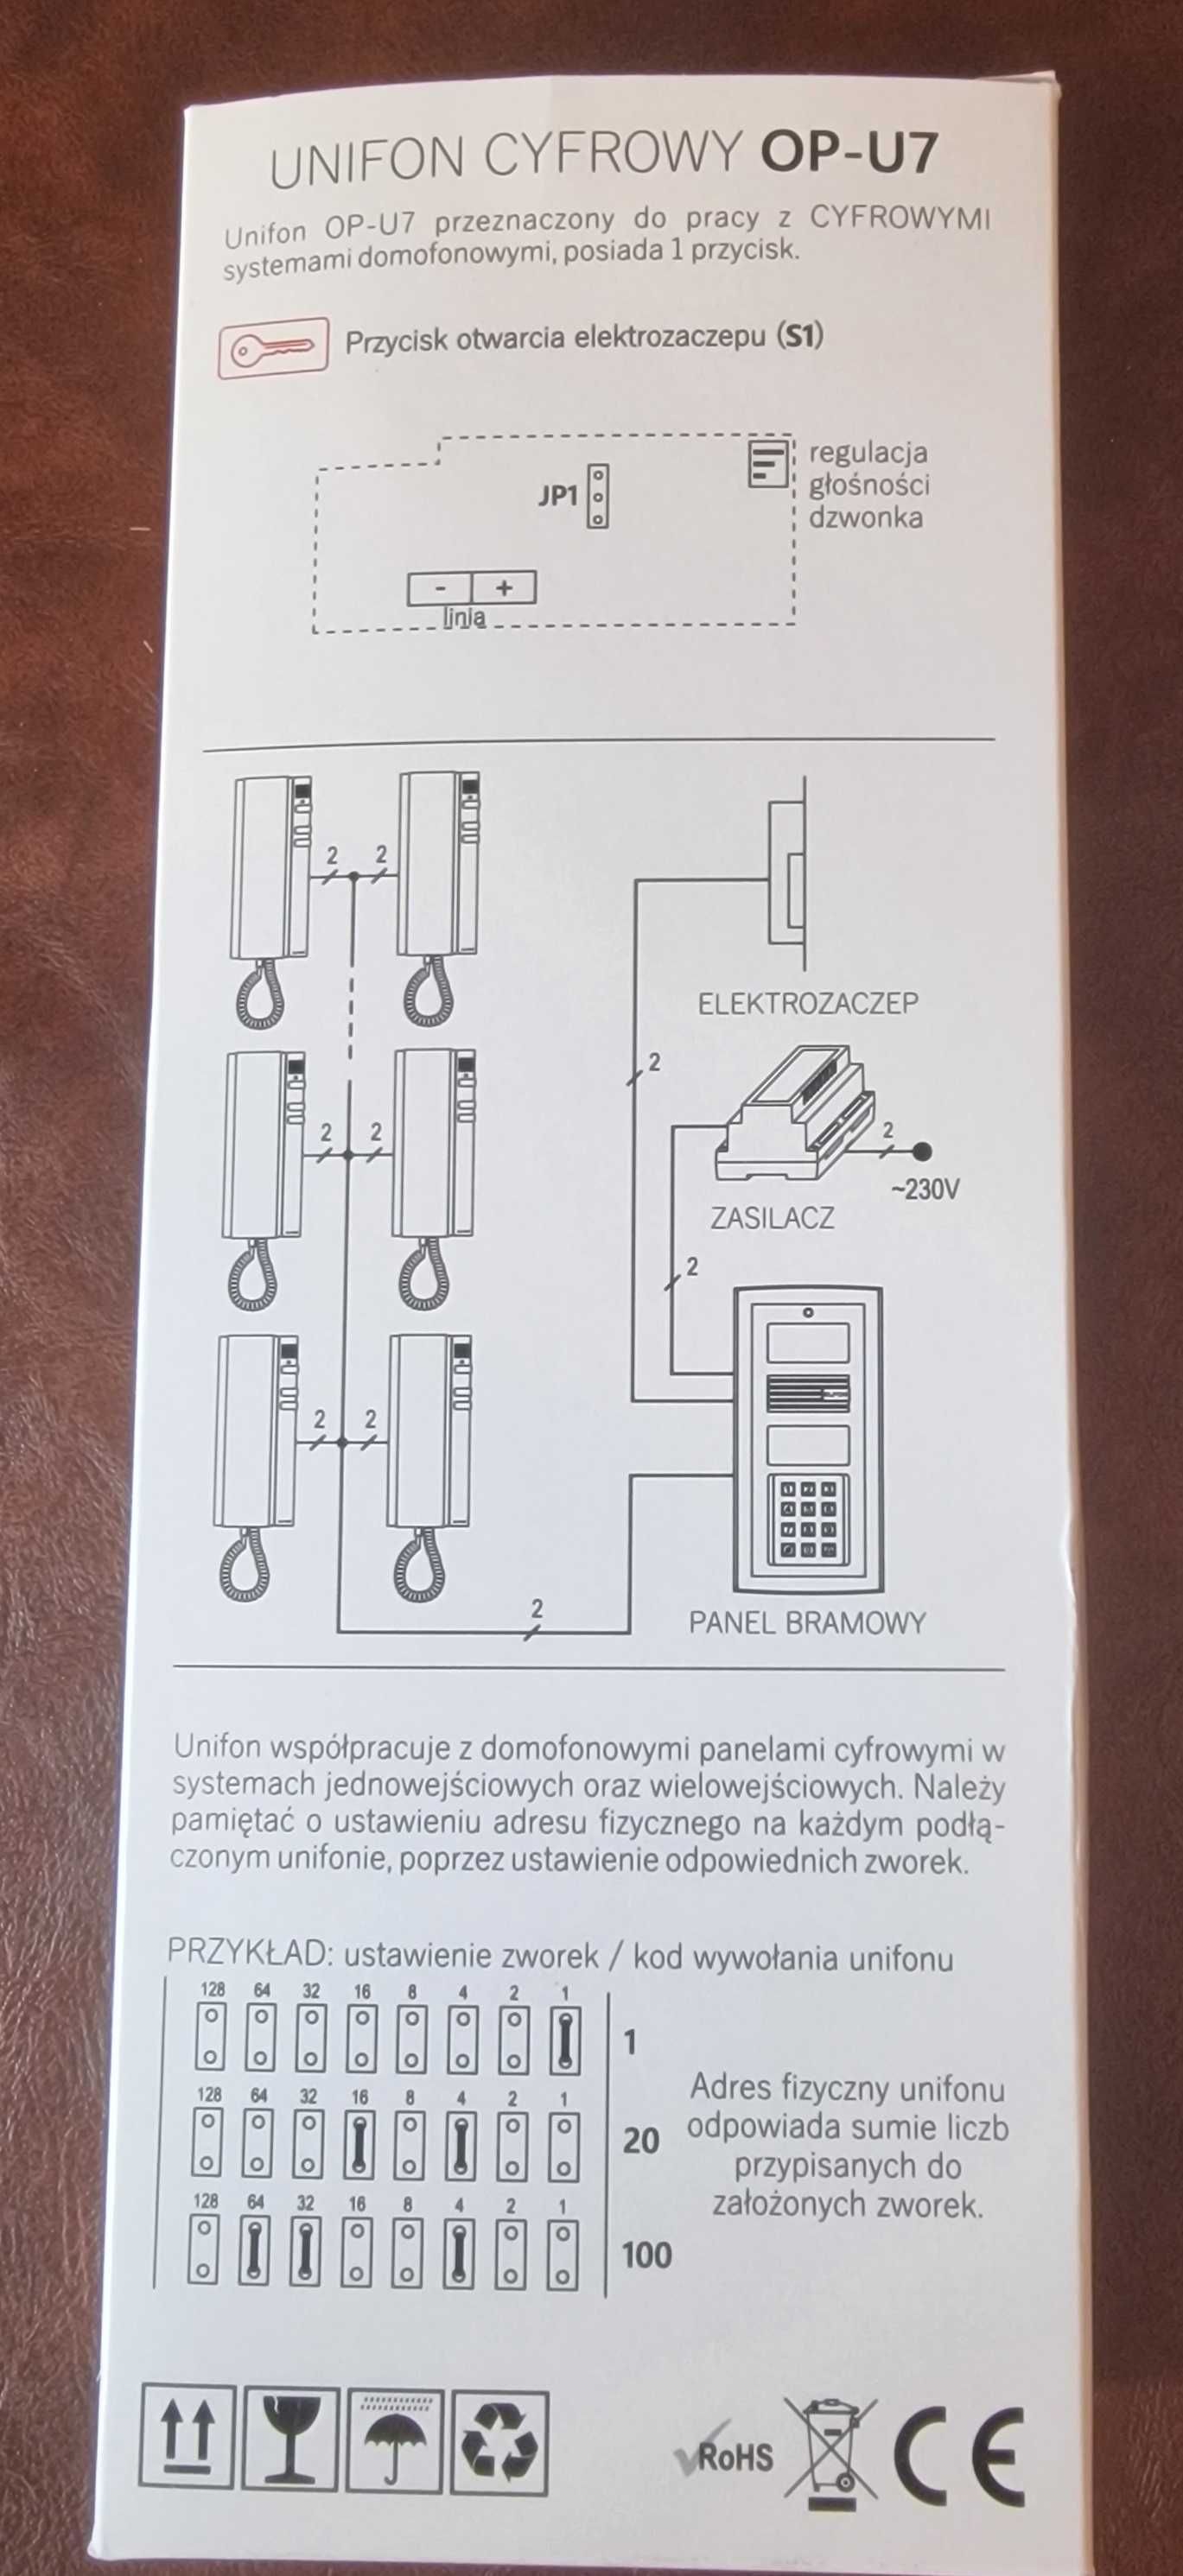 UNIFON CYFROWY OP-U7
Unifon OP-U7 przeznaczony do pracy z CYFROWYMI
systemami domofonowymi, posiada 1 przycisk.
Przycisk otwarcia elektrozaczepu (S1)
JP1
regulacja
głośności
dzwonka
- +
linia
2 2
ELEKTROZACZEP
2
2 2
2
~230V
ZASILACZ
2
2 2
2
PANEL BRAMOWY
Unifon współpracuje z domofonowymi panelami cyfrowymi w
systemach jednowejściowych oraz wielowejściowych. Należy
pamiętać o ustawieniu adresu fizycznego na każdym podłą-
czonym unifonie, poprzez ustawienie odpowiednich zworek.
PRZYKŁAD: ustawienie zworek / kod wywołania unifonu
128 64 32 16 8 4 2 1
1
128 64 32 16 8 4 2 1
20
128 64 32 16 8 4 2 1
100
Adres fizyczny unifonu
odpowiada sumie liczb
przypisanych do
założonych zworek.
RoHS
CE